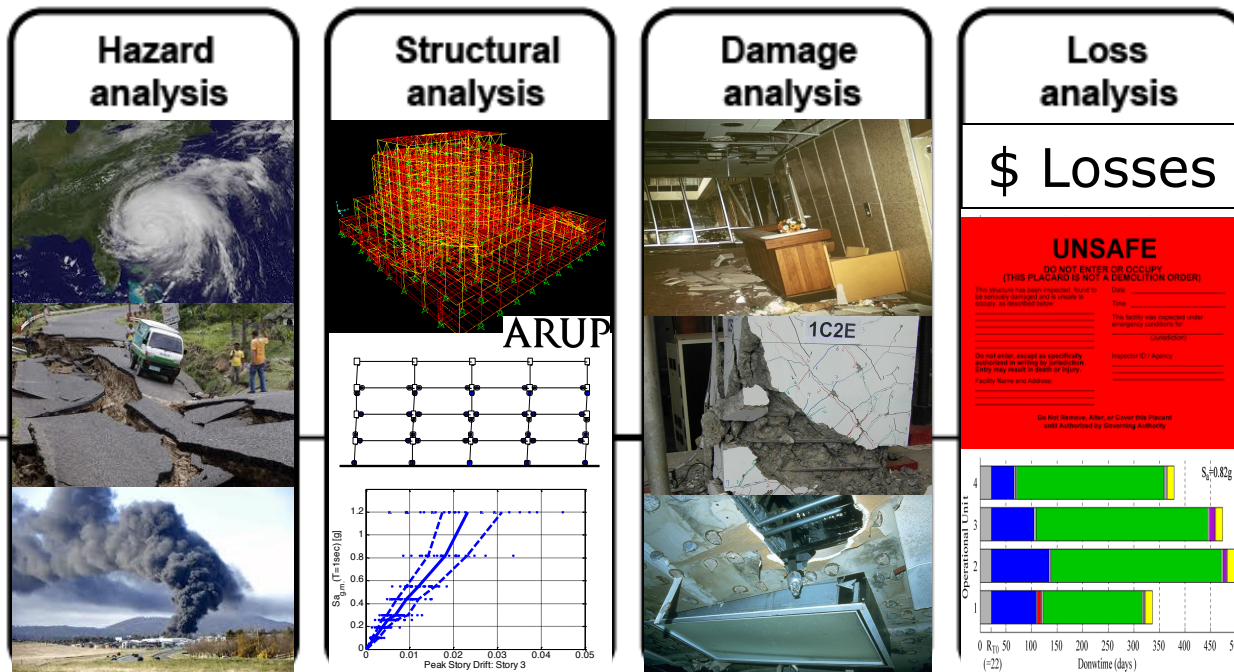 Hazard
analysis
Structural
analysis
ARUP
Sa g.m. (T=1sec) [g]
1.2
1
0.8
0.6
0.4
0.2
0
0
0.01
0.02
0.03
0.04
0.05
Peak Story Drift: Story 3
Damage
analysis
1C2E
Loss
analysis
$ Losses
UNSAFE
DO NOT ENTER OR OCCUPY
(THIS PLACARD IS NOT A DEMOLITION ORDER)
This structure has been inspected, found to
be seriously damaged and is unsafe to
occupy, as described below:
Do not enter, except as specifically
authorized in writing by jurisdiction.
Entry may result in death or injury.
Facility Name and Address:
Date
Time
This facility was inspected under
emergency conditions for:
(Jurisdiction)
Inspector ID / Agency
Do Not Remove, Alter, or Cover this Placard
until Authorized by Governing Authority
Sa=0.82g
Operational Unit
4
3
2
1
0 RT0 50 100 150 200 250 300 350 400 450
(=22)
Downtime (days)